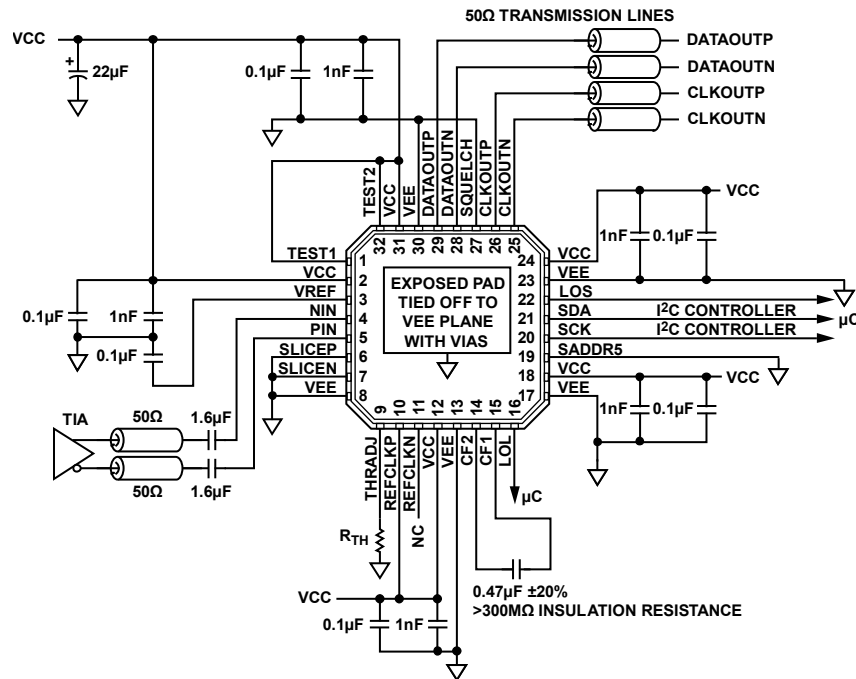 50Ω TRANSMISSION LINES
VCC
+
22µF
0.1µF
1nF
DATAOUTP
DATAOUTN
CLKOUTP
CLKOUTN
TEST2
VCC
VEE
DATAOUTP
DATAOUTN
SQUELCH
CLKOUTP
CLKOUTN
32
31
30
29
28
27
26
25
TEST1
VCC
VREF
NIN
PIN
SLICEP
SLICEN
VEE
1
2
3
4
5
6
7
8
EXPOSED PAD
TIED OFF TO
VEE PLANE
WITH VIAS
24
23
22
21
20
19
18
17
VCC
VEE
LOS
SDA
SCK
SADDR5
VCC
VEE
VCC
1nF
0.1µF
I2C CONTROLLER
I2C CONTROLLER
µC
VCC
1nF
0.1µF
0.1µF
1nF
0.1µF
TIA
50Ω
1.6µF
50Ω
1.6µF
9
10
11
12
13
14
15
16
THRADJ
REFCLKP
REFCLKN
VCC
VEE
CF2
CF1
LOL
RTH
NC
µC
VCC
0.1µF
1nF
0.47µF ±20%
>300MΩ INSULATION RESISTANCE